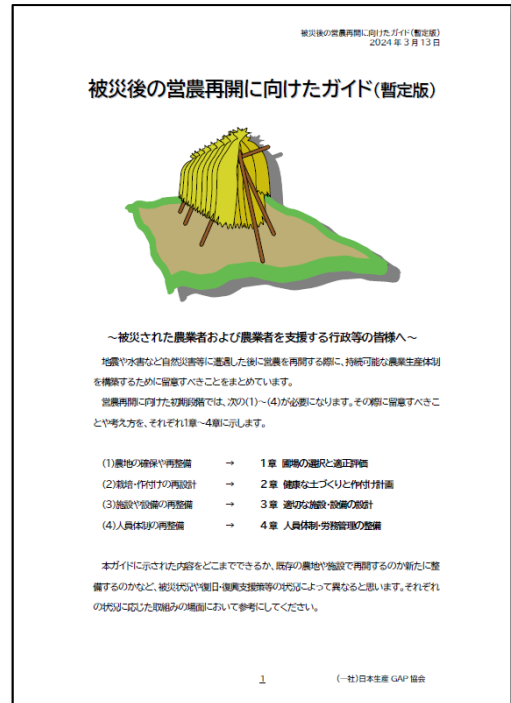 被災後の営農再開に向けたガイド(暫定版)
2024年3月13日
被災後の営農再開に向けたガイド(暫定版)
～被災された農業者および農業者を支援する行政等の皆様へ～
地震や水害など自然災害等に遭遇した後に営農を再開する際に、持続可能な農業生産体制
を構築するために留意すべきことをまとめています。
営農再開に向けた初期段階では、次の(1)～(4)が必要になります。その際に留意すべきこ
とや考え方を、それぞれ1章～4章に示します。
(1)農地の確保や再整備 → 1章 圃場の選択と適正評価
(2)栽培・作付けの再設計 → 2章 健康な土づくりと作付け計画
(3)施設や設備の再整備 → 3章 適切な施設・設備の設計
(4)人員体制の再整備 → 4章 人員体制・労務管理の整備
本ガイドに示された内容をどこまでできるか、既存の農地や施設で再開するのか新たに整
備するのかなど、被災状況や復旧・復興支援策等の状況によって異なると思います。それぞれ
の状況に応じた取組みの場面において参考にしてください。
1 (一社)日本生産GAP協会